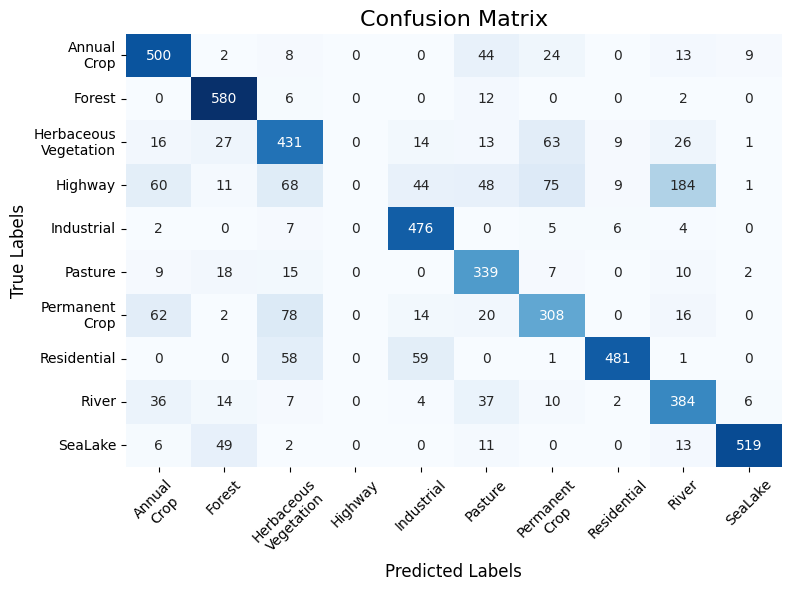 Confusion Matrix
Annual
Crop
500 2 8 0 0 44 24 0 13 9
Forest
0 580 6 0 0 12 0 0 2 0
Herbaceous
Vegetation
16 27 431 0 14 13 63 9 26 1
Highway
60 11 68 0 44 48 75 9 184 1
Industrial
2 0 7 0 476 0 5 6 4 0
Pasture
9 18 15 0 0 339 7 0 10 2
Permanent
Crop
62 2 78 0 14 20 308 0 16 0
Residential
0 0 58 0 59 0 1 481 1 0
River
36 14 7 0 4 37 10 2 384 6
SeaLake
6 49 2 0 0 11 0 0 13 519
True Labels
Annual
Crop
Forest
Herbaceous
Vegetation
Highway
Industrial
Pasture
Permanent
Crop
Residential
River
SeaLake
Predicted Labels